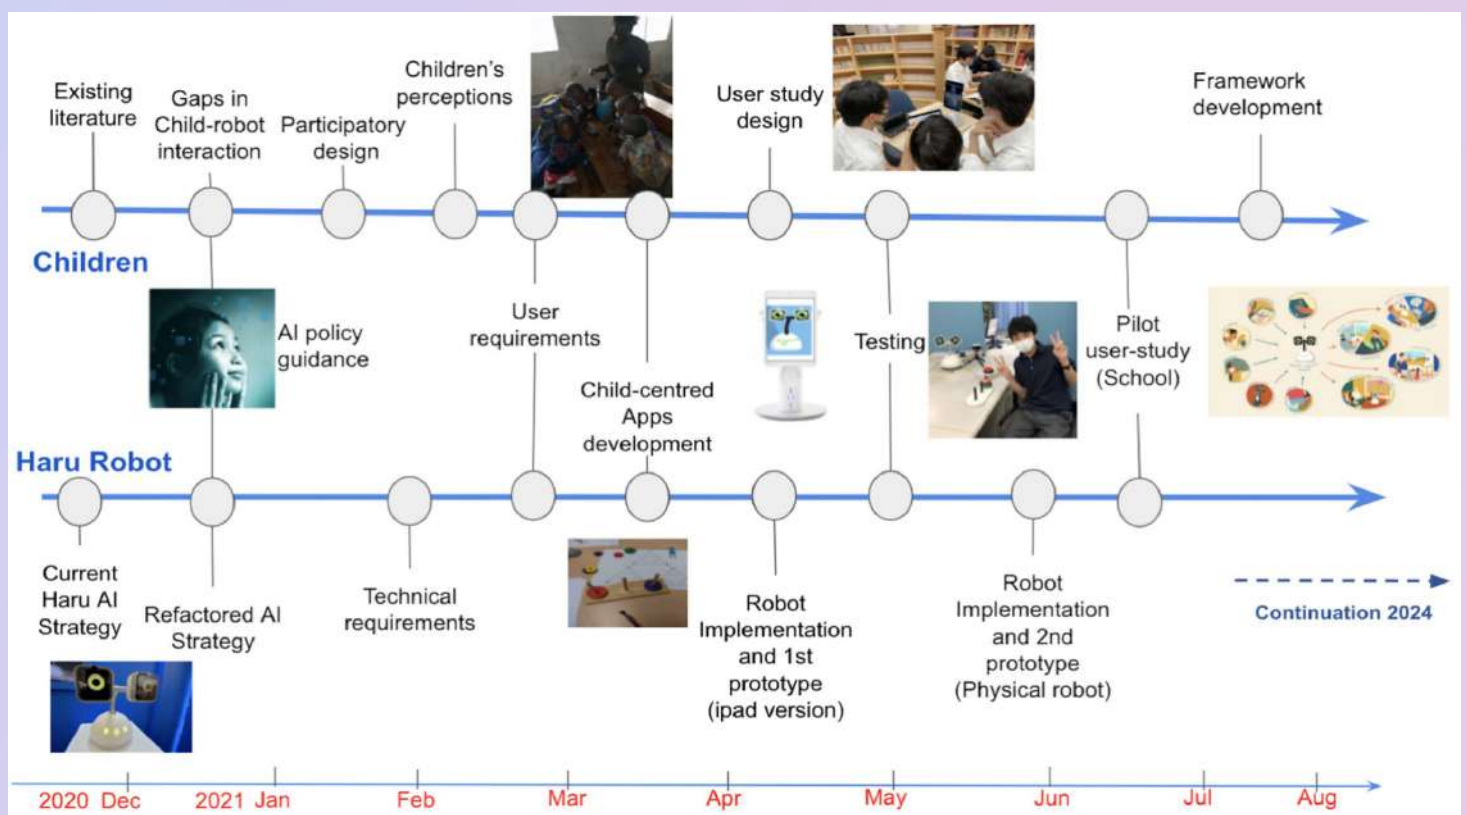 Existing
literature
Gaps in
Child-robot
interaction
Participatory
design
Children's
perceptions
User study
design
Framework
development
Children
AI policy
guidance
User
requirements
Child-centred
Apps
development
Testing
Pilot
user-study
(School)
Haru Robot
Current
Haru AI
Strategy
Refactored AI
Strategy
Technical
requirements
Robot
Implementation
and 1st
prototype
(ipad version)
Robot
Implementation
and 2nd
prototype
(Physical robot)
Continuation 2024
2020 Dec 2021 Jan Feb Mar Apr May Jun Jul Aug